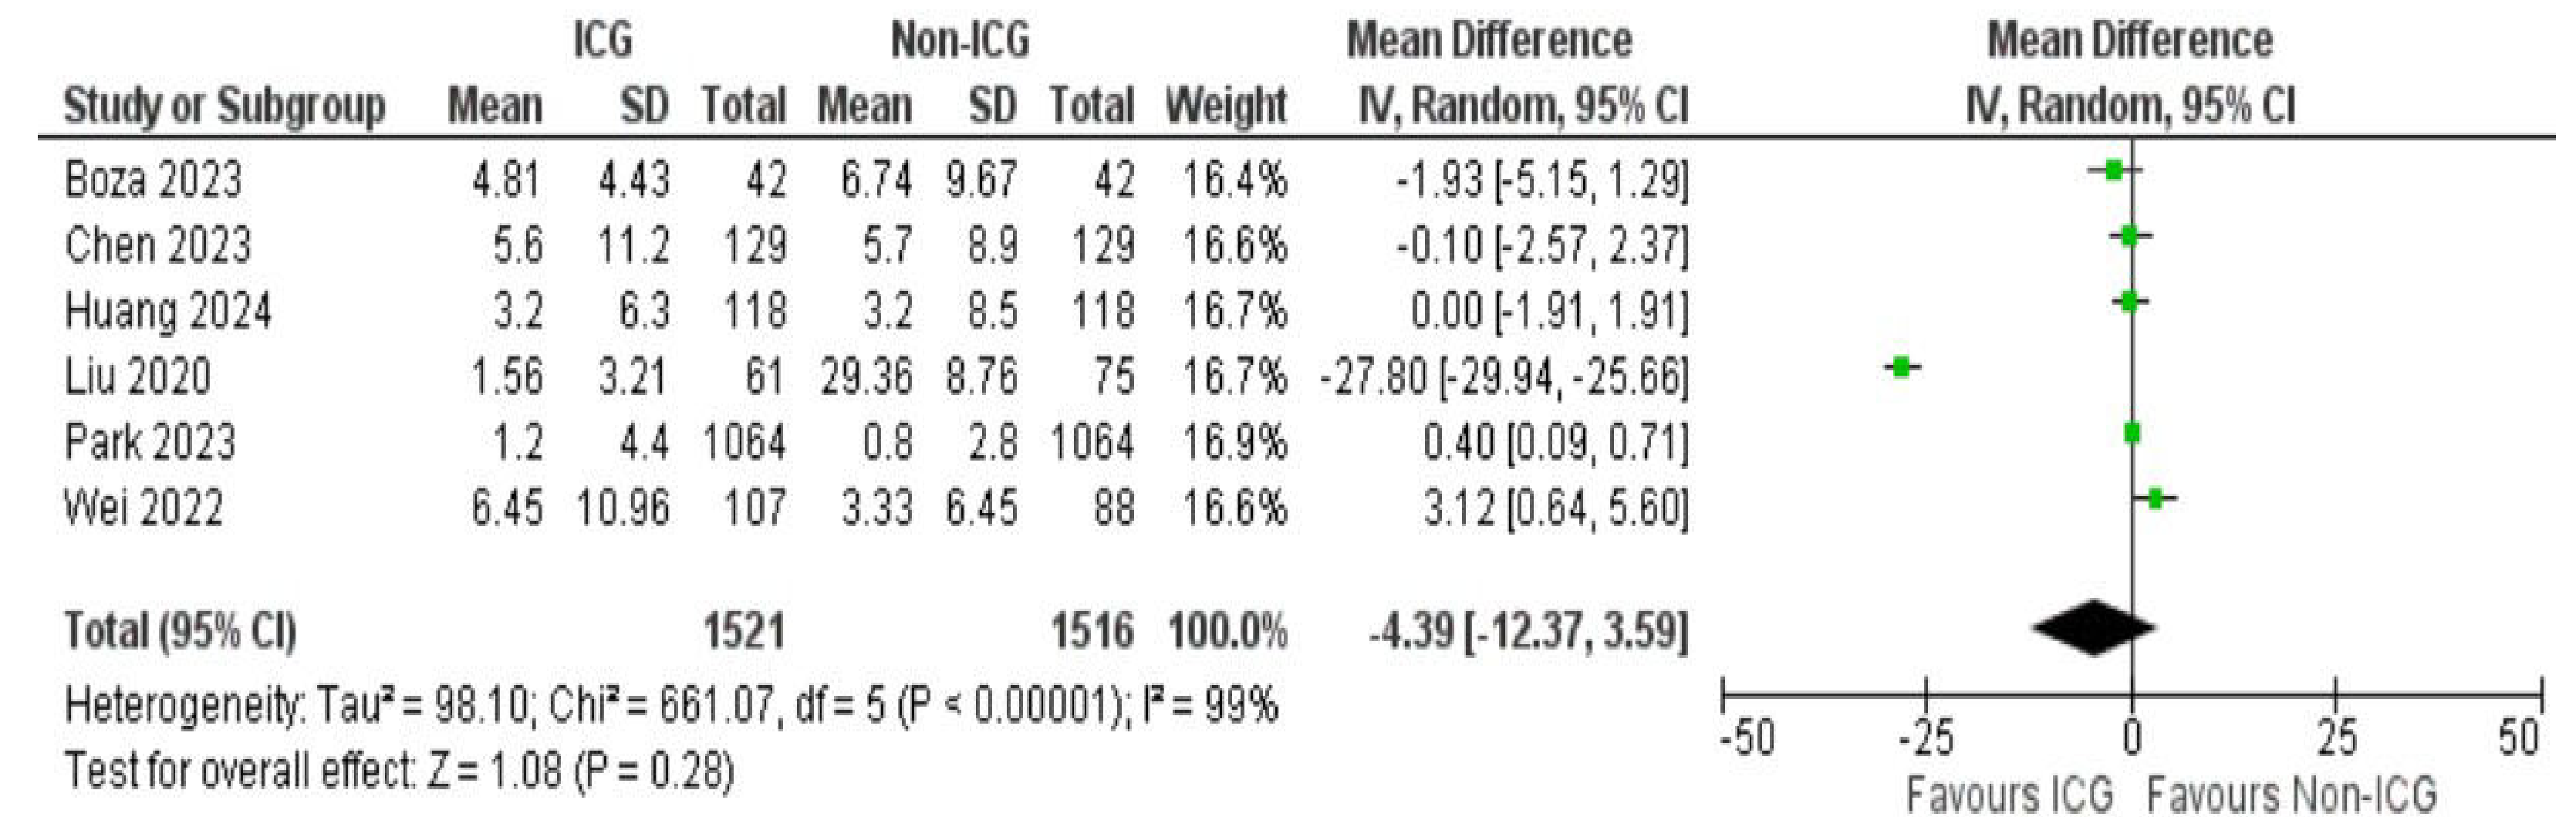 ICG Non-ICG Mean Difference Mean Difference
Study or Subgroup Mean SD Total Mean SD Total Weight IV, Random, 95% CI IV, Random, 95% CI
Boza 2023 4.81 4.43 42 6.74 9.67 42 16.4% -1.93 [-5.15, 1.29]
Chen 2023 5.6 11.2 129 5.7 8.9 129 16.6% -0.10 [-2.57, 2.37]
Huang 2024 3.2 6.3 118 3.2 8.5 118 16.7% 0.00 [-1.91, 1.91]
Liu 2020 1.56 3.21 61 29.36 8.76 75 16.7% -27.80 [-29.94, -25.66]
Park 2023 1.2 4.4 1064 0.8 2.8 1064 16.9% 0.40 [0.09, 0.71]
Wei 2022 6.45 10.96 107 3.33 6.45 88 16.6% 3.12 [0.64, 5.60]
Total (95% CI) 1521 1516 100.0% -4.39 [-12.37, 3.59]
Heterogeneity: Tau² = 98.10; Chi² = 661.07, df = 5 (P < 0.00001); I² = 99%
Test for overall effect: Z = 1.08 (P = 0.28)
-50 -25 0 25 50
Favours ICG Favours Non-ICG